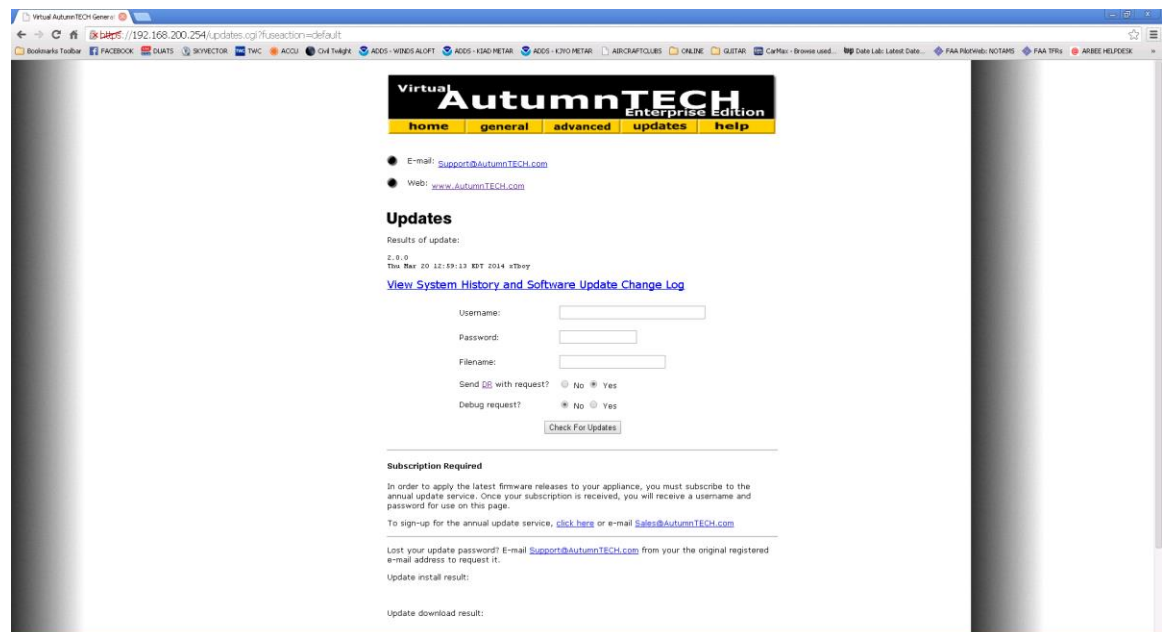 Virtual AutumnTECH General
https://192.168.200.254/updates.cgi?fuseaction=default
Bookmarks Toolbar FACEBOOK DUATS SKYVECTOR TWC ACCU Civil Twilight ADDS - WINDS ALOFT ADDS - KIAD METAR ADDS - KJYO METAR AIRCRAFTCLUBS ONLINE GUITAR CarMax - Browse used... Date Lab: Latest Date... FAA PilotWeb: NOTAMS FAA TFRs ARBEE HELPDESK »
Virtual
AutumnTECH
Enterprise Edition
home general advanced updates help
E-mail: Support@AutumnTECH.com
Web: www.AutumnTECH.com
Updates
Results of update:
2.0.0
Thu Mar 20 12:59:13 EDT 2014 sTboy
View System History and Software Update Change Log
Username:
Password:
Filename:
Send DR with request? No Yes
Debug request? No Yes
Check For Updates
Subscription Required
In order to apply the latest firmware releases to your appliance, you must subscribe to the
annual update service. Once your subscription is received, you will receive a username and
password for use on this page.
To sign-up for the annual update service, click here or e-mail Sales@AutumnTECH.com
Lost your update password? E-mail Support@AutumnTECH.com from your the original registered
e-mail address to request it.
Update install result:
Update download result: